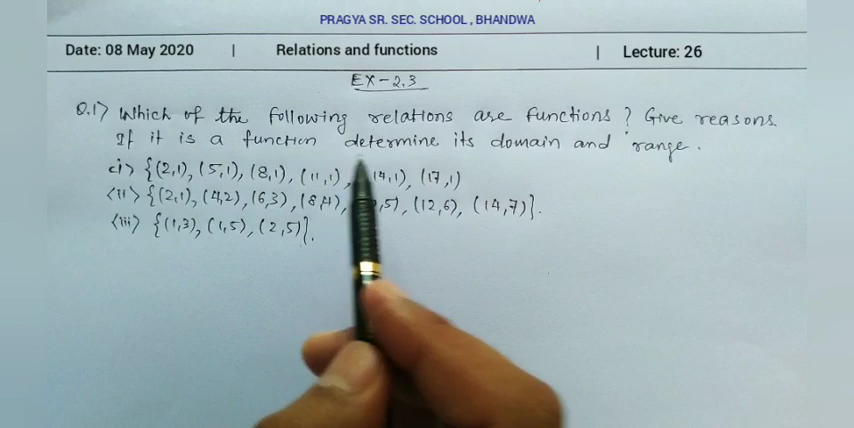 PRAGYA SR. SEC. SCHOOL , BHANDWA
Date: 08 May 2020 | Relations and functions | Lecture: 26
EX-2.3
Q.1> Which of the following relations are functions ? Give reasons.
If it is a function determine its domain and range.
<i> {(2,1), (5,1), (8,1), (11,1), 14,1), (17,1)
<ii> {(2,1), (4,2), (6,3), (8,4), ,5), (12,6), (14,7)}.
<iii> {(1,3), (1,5), (2,5)}.